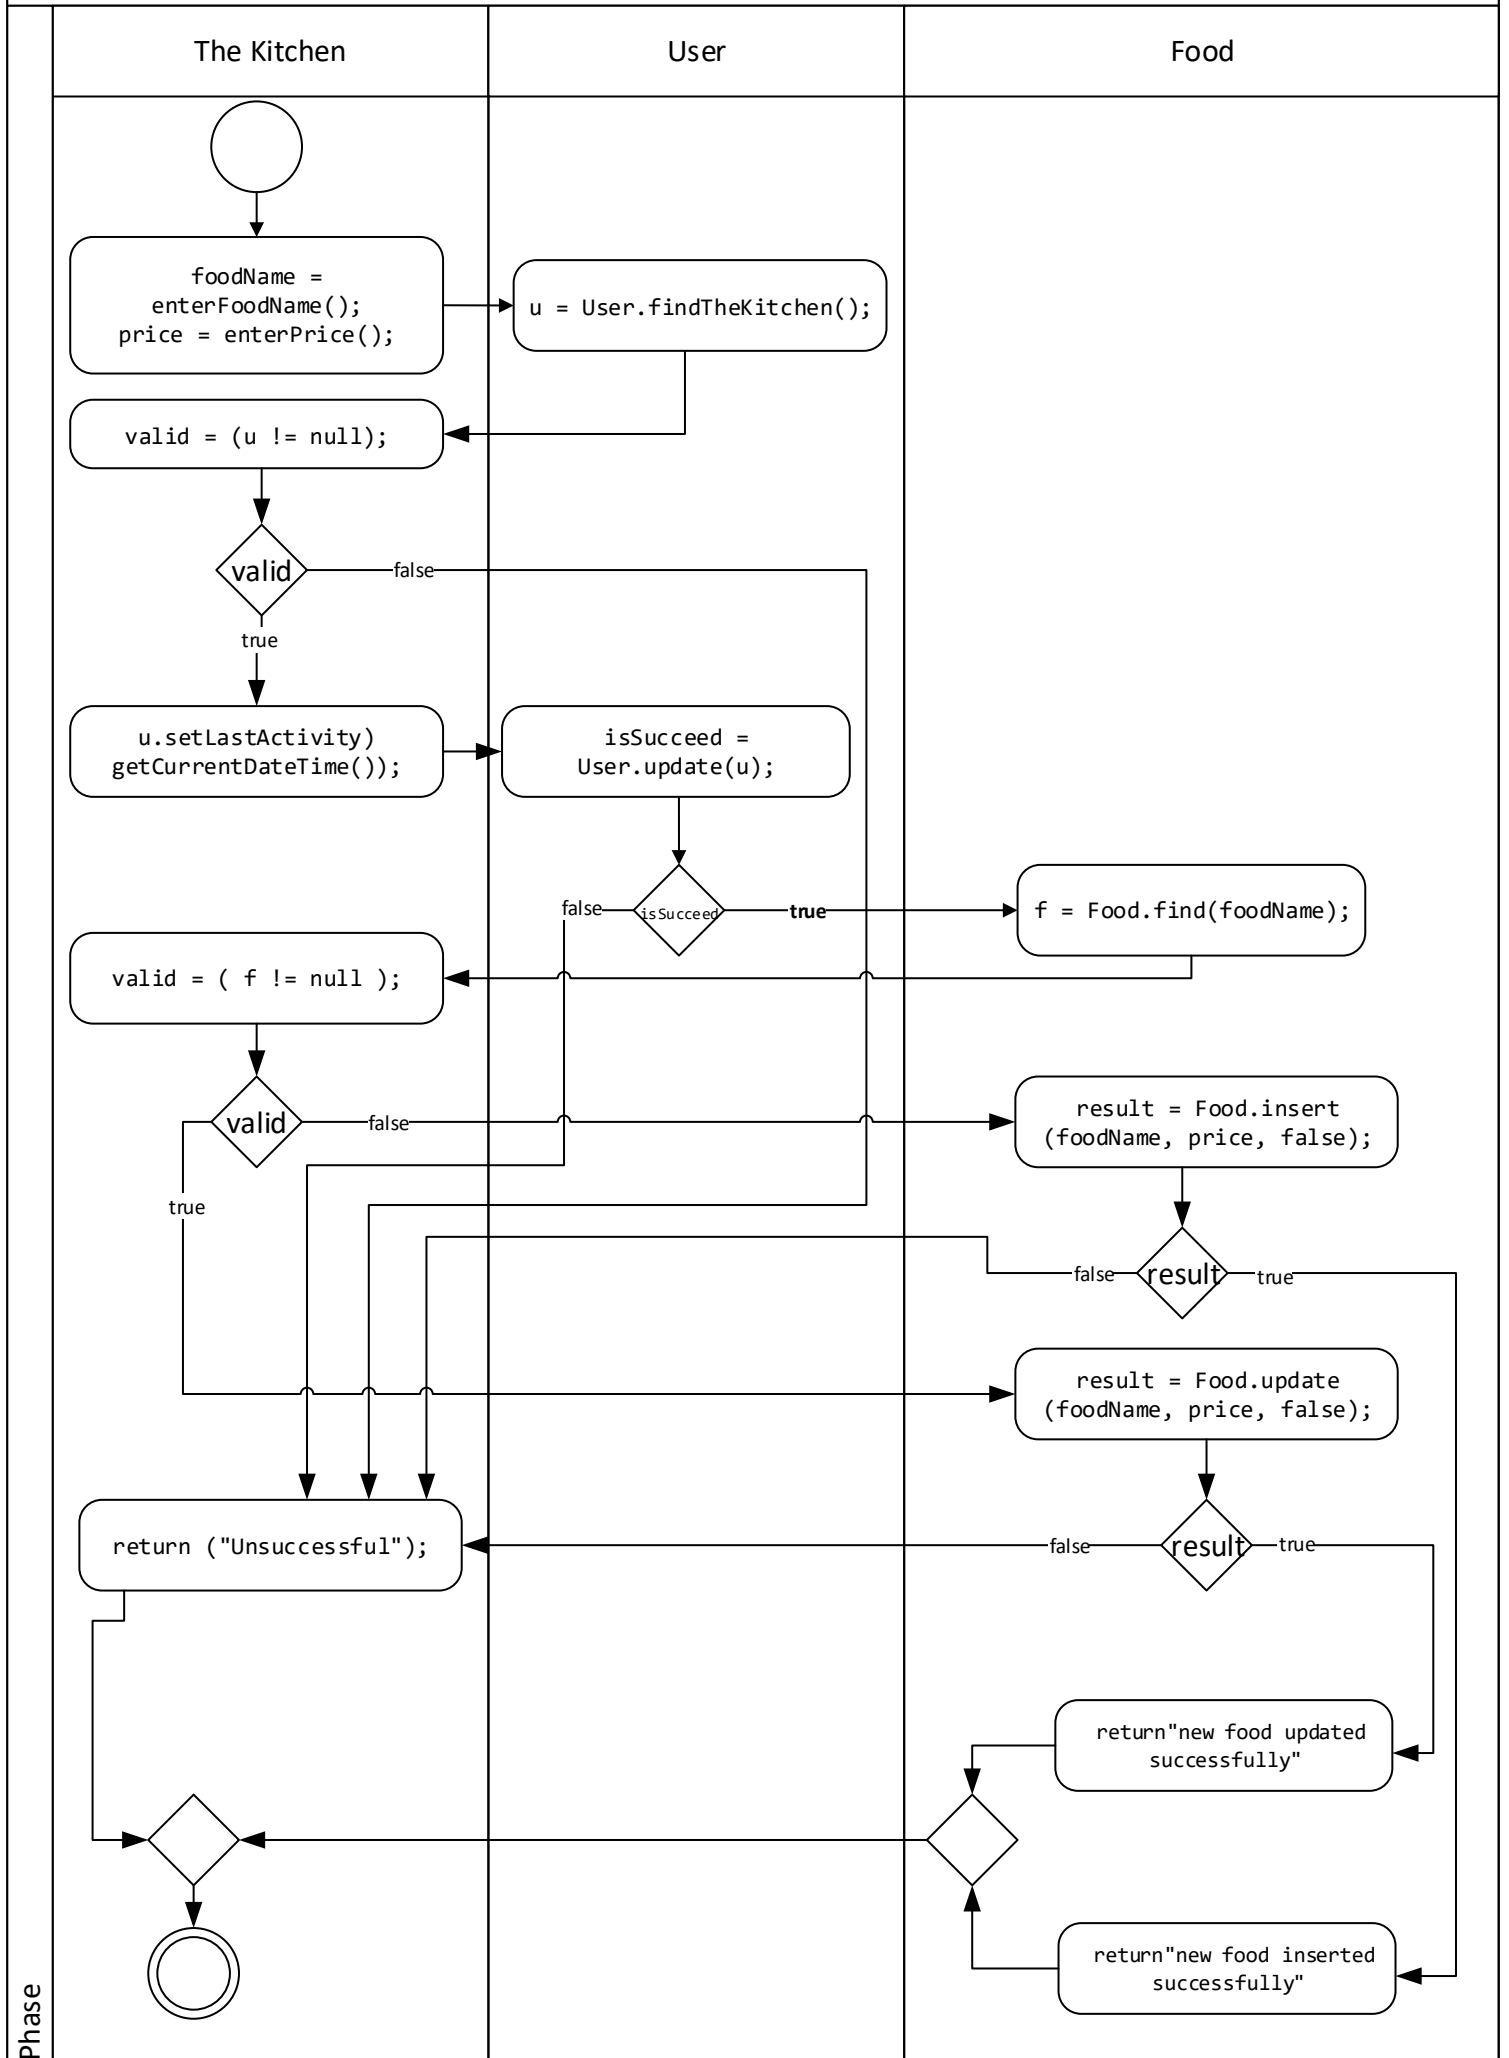 The Kitchen
User
Food
foodName =
enterFoodName();
price = enterPrice();
u = User.findTheKitchen();
valid = (u != null);
valid
false
true
u.setLastActivity)
getCurrentDateTime());
isSucceed =
User.update(u);
false
isSucceed
true
f = Food.find(foodName);
valid = ( f != null );
valid
false
true
result = Food.insert
(foodName, price, false);
false
result
true
result = Food.update
(foodName, price, false);
return ("Unsuccessful");
false
result
true
return"new food updated
successfully"
return"new food inserted
successfully"
Phase